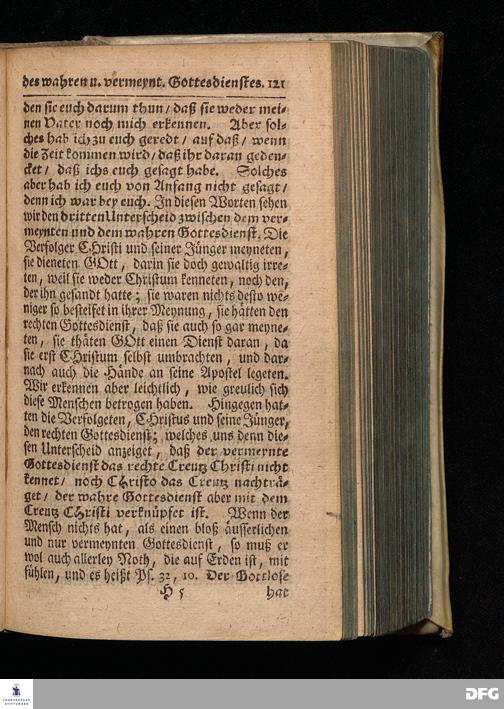 des wahren u. vermeynt. Gottesdienstes. 121
den sie euch darum thun / daß sie weder mei-
nen Vater noch mich erkennen. Aber sol-
ches hab ich zu euch geredt / auf daß / wenn
die Zeit kommen wird / daß ihr daran geden-
cket / daß ichs euch gesagt habe. Solches
aber hab ich euch von Anfang nicht gesagt /
denn ich war bey euch. In diesen Worten sehen
wir den dritten Unterscheid zwischen dem ver-
meynten und dem wahren Gottesdienst. Die
Verfolger CHristi und seiner Jünger meyneten,
sie dieneten GOtt, darin sie doch gewaltig irre-
ten, weil sie weder Christum kenneten, noch den,
der ihn gesandt hatte; sie waren nichts desto we-
niger so besteifet in ihrer Meynung, sie hätten den
rechten Gottesdienst, daß sie auch so gar meyne-
ten, sie thäten GOtt einen Dienst daran, da
sie erst CHristum selbst umbrachten, und dar-
nach auch die Hände an seine Apostel legeten.
Wir erkennen aber leichtlich, wie greulich sich
diese Menschen betrogen haben. Hingegen hat-
ten die Verfolgeten, CHristus und seine Jünger,
den rechten Gottesdienst; welches uns denn die-
sen Unterscheid anzeiget, daß der vermeynte
Gottesdienst das rechte Creutz Christi nicht
kennet / noch CHristo das Creutz nachträ-
get / der wahre Gottesdienst aber mit dem
Creutz CHristi verknüpfet ist. Wenn der
Mensch nichts hat, als einen bloß äusserlichen
und nur vermeynten Gottesdienst, so muß er
wol auch allerley Noth, die auf Erden ist, mit
fühlen, und es heißt Ps. 32, 10. Der Gottlose
H 5 hat
FRANCKESCHE
STIFTUNGEN
DFG